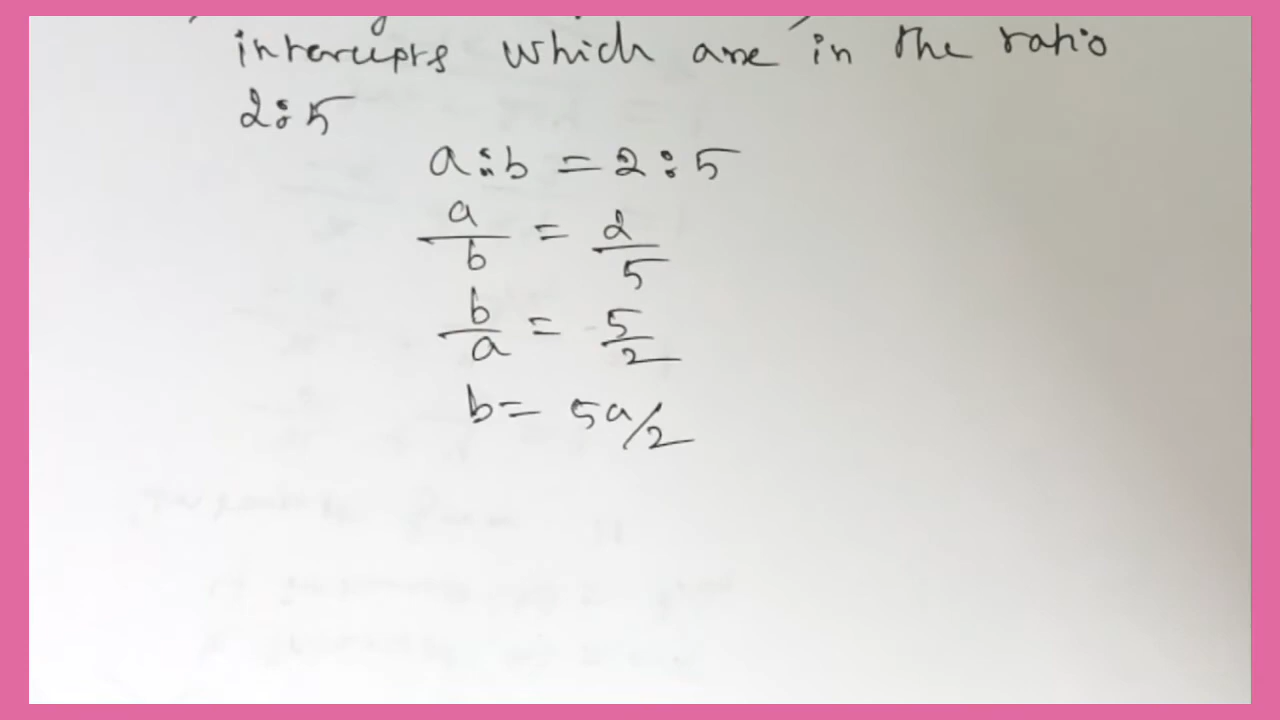 intercepts which are in the ratio
2:5
a:b = 2:5
a/b = 2/5
b/a = 5/2
b = 5a/2